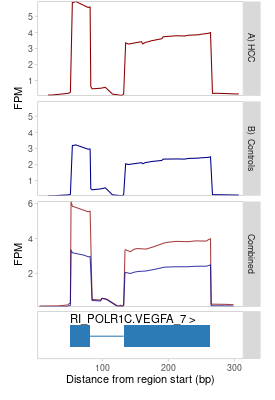 5
4
3
2
1
FPM
A) HCC
5
4
3
2
1
B) Controls
6
4
2
FPM
Combined
RI_POLR1C.VEGFA_7 >
100
200
300
Distance from region start (bp)